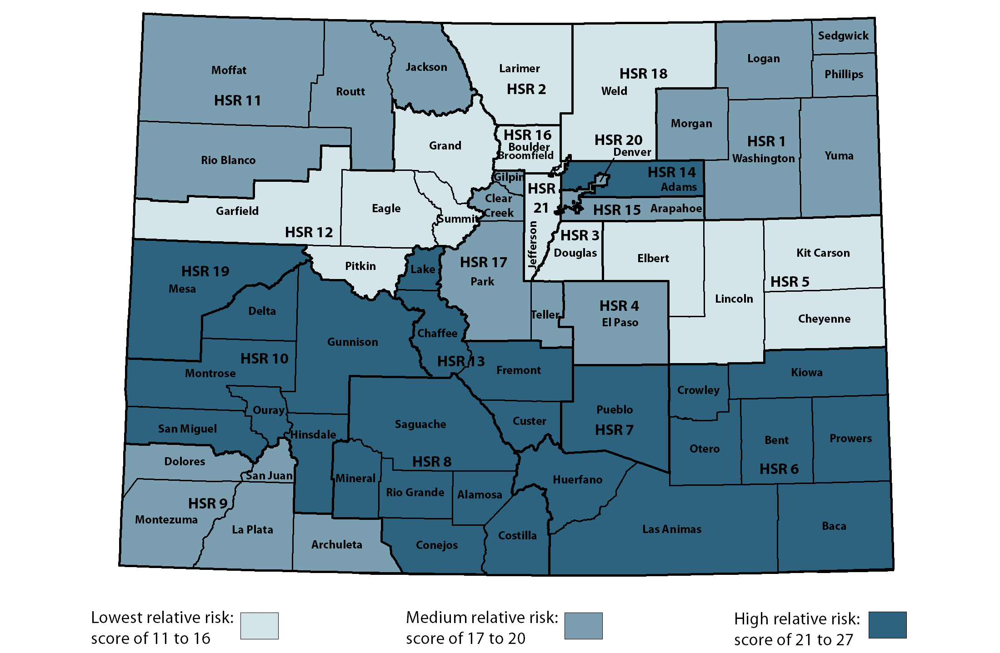 Sedgwick
Logan
Jackson
Larimer
Moffat
HSR 18
Phillips
HSR 2
Routt
Weld
HSR 11
Morgan
HSR 16
HSR 20
HSR 1
Grand
Boulder
Denver
Broomfield
Yuma
Rio Blanco
Washington
HSR 14
Gilpin
HSR
21
Adams
Clear
Creek
Eagle
Garfield
HSR 15
Arapahoe
Summit
HSR 12
HSR 3
Jefferson
Douglas
Kit Carson
Elbert
HSR 17
Pitkin
Lake
HSR 19
Park
HSR 5
Mesa
Lincoln
HSR 4
Delta
Teller
Cheyenne
El Paso
Chaffee
Gunnison
HSR 10
HSR 13
Fremont
Montrose
Kiowa
Crowley
Ouray
Pueblo
Custer
Saguache
San Miguel
HSR 7
Hinsdale
Prowers
Bent
Otero
Dolores
HSR 8
HSR 6
San Juan
Mineral
Huerfano
Rio Grande
Alamosa
HSR 9
Montezuma
La Plata
Las Animas
Baca
Costilla
Archuleta
Conejos
Lowest relative risk:
score of 11 to 16
Medium relative risk:
score of 17 to 20
High relative risk:
score of 21 to 27